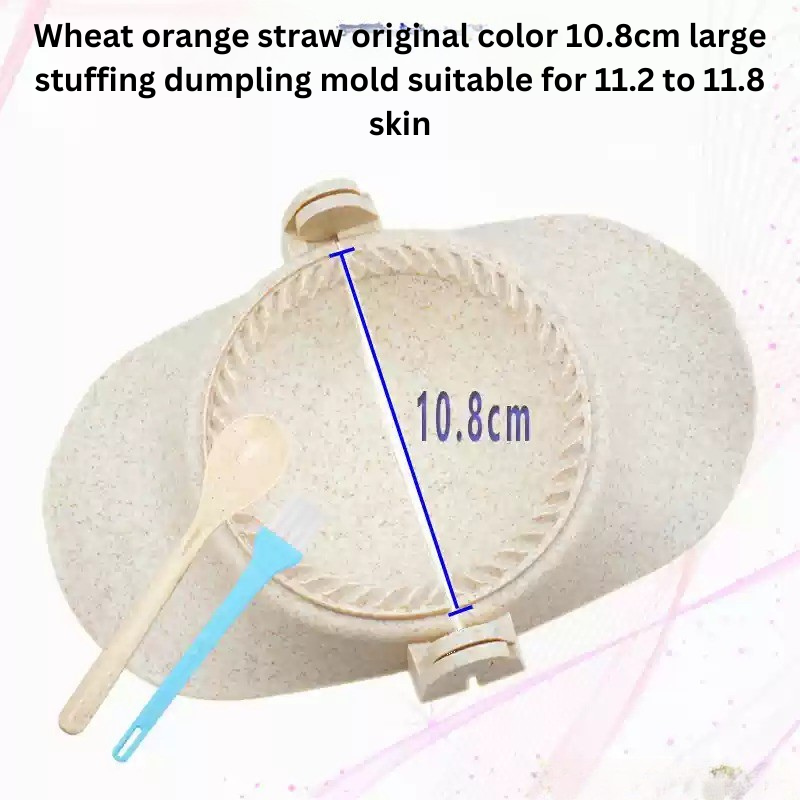 Wheat orange straw original color 10.8cm large
stuffing dumpling mold suitable for 11.2 to 11.8
skin
10.8cm